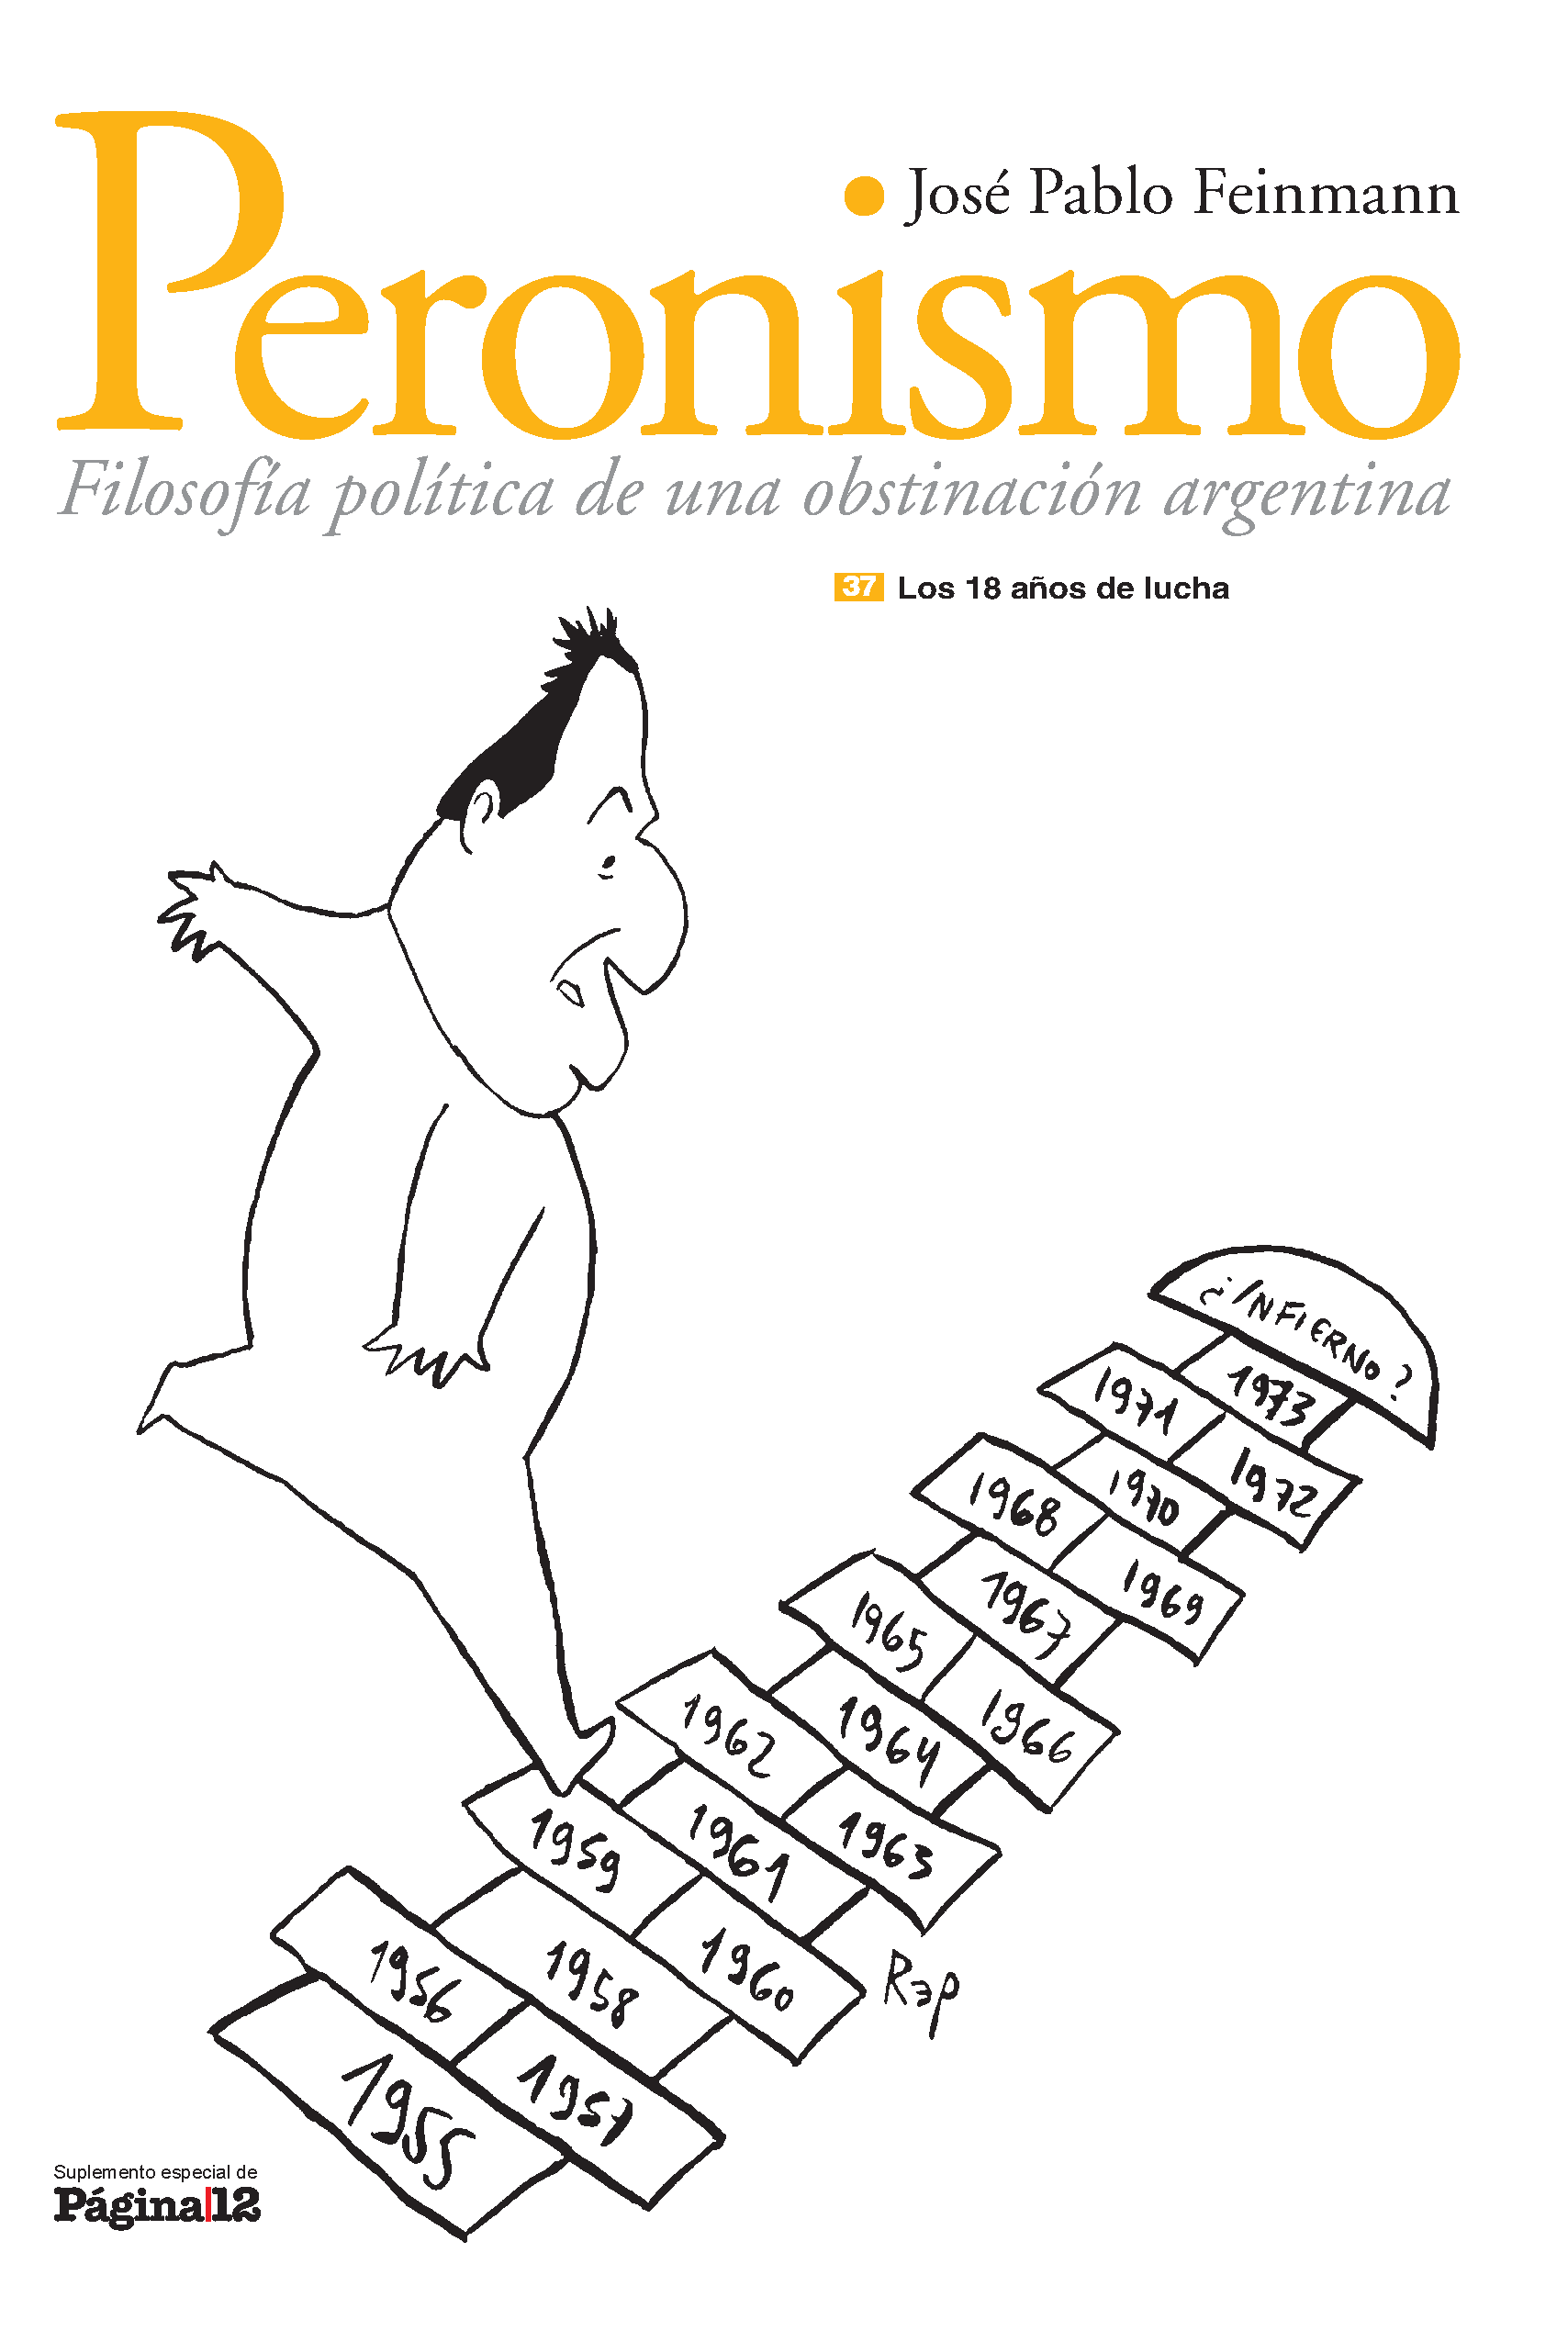 José Pablo Feinmann
Peronismo
Filosofía política de una obstinación argentina
37 Los 18 años de lucha
¿INFIERNO?
1973
1971
1972
1970
1968
1969
1967
1965
1966
1964
1962
1963
1961
1959
1960
1958
1956
1957
1955
Rep
Suplemento especial de
Página|12